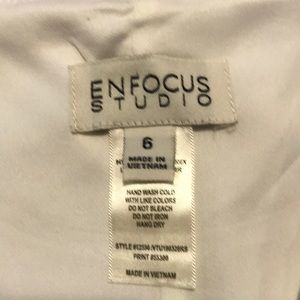 ENFOCUS
STUDIO
6
MADE IN
VIETNAM
HAND WASH COLD
WITH LIKE COLORS
DO NOT BLEACH
DO NOT IRON
HANG DRY
MADE IN VIETNAM